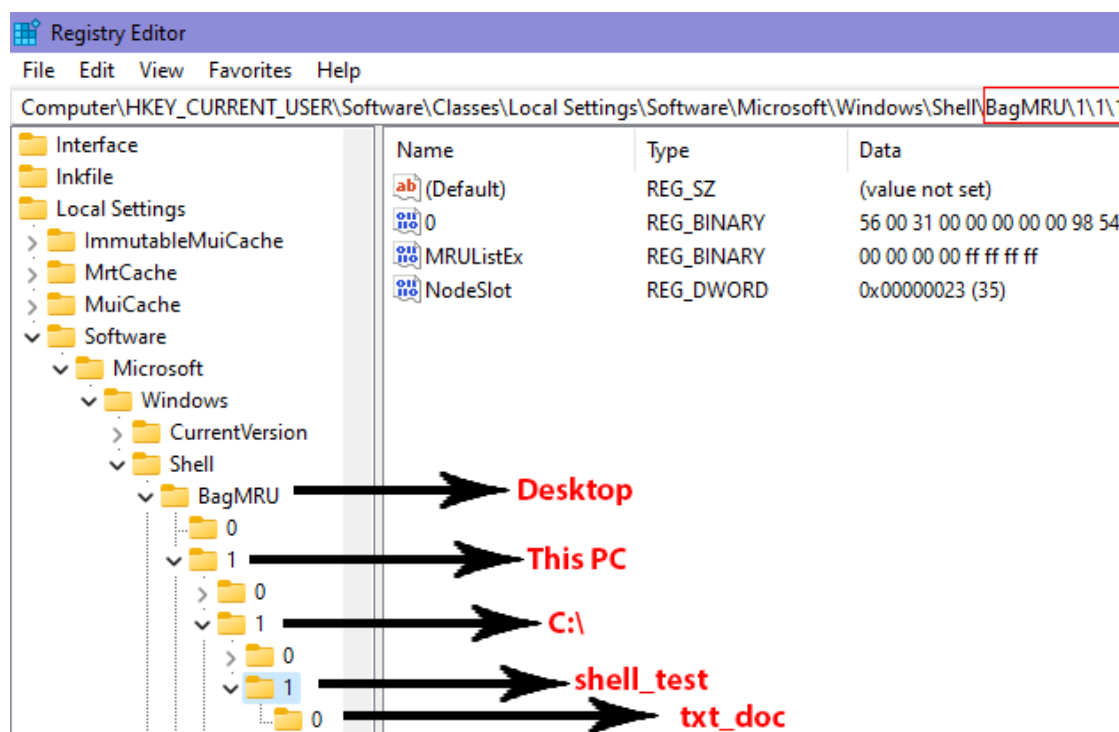 Registry Editor
File Edit View Favorites Help
Computer\HKEY_CURRENT_USER\Software\Classes\Local Settings\Software\Microsoft\Windows\Shell\BagMRU\1\1\1
Interface
lnkfile
Local Settings
ImmutableMuiCache
MrtCache
MuiCache
Software
Microsoft
Windows
CurrentVersion
Shell
BagMRU
Desktop
0
1
This PC
0
1
C:\
0
1
shell_test
0
txt_doc
Name Type Data
(Default) REG_SZ (value not set)
0 REG_BINARY 56 00 31 00 00 00 00 00 98 54
MRUListEx REG_BINARY 00 00 00 00 ff ff ff ff
NodeSlot REG_DWORD 0x00000023 (35)